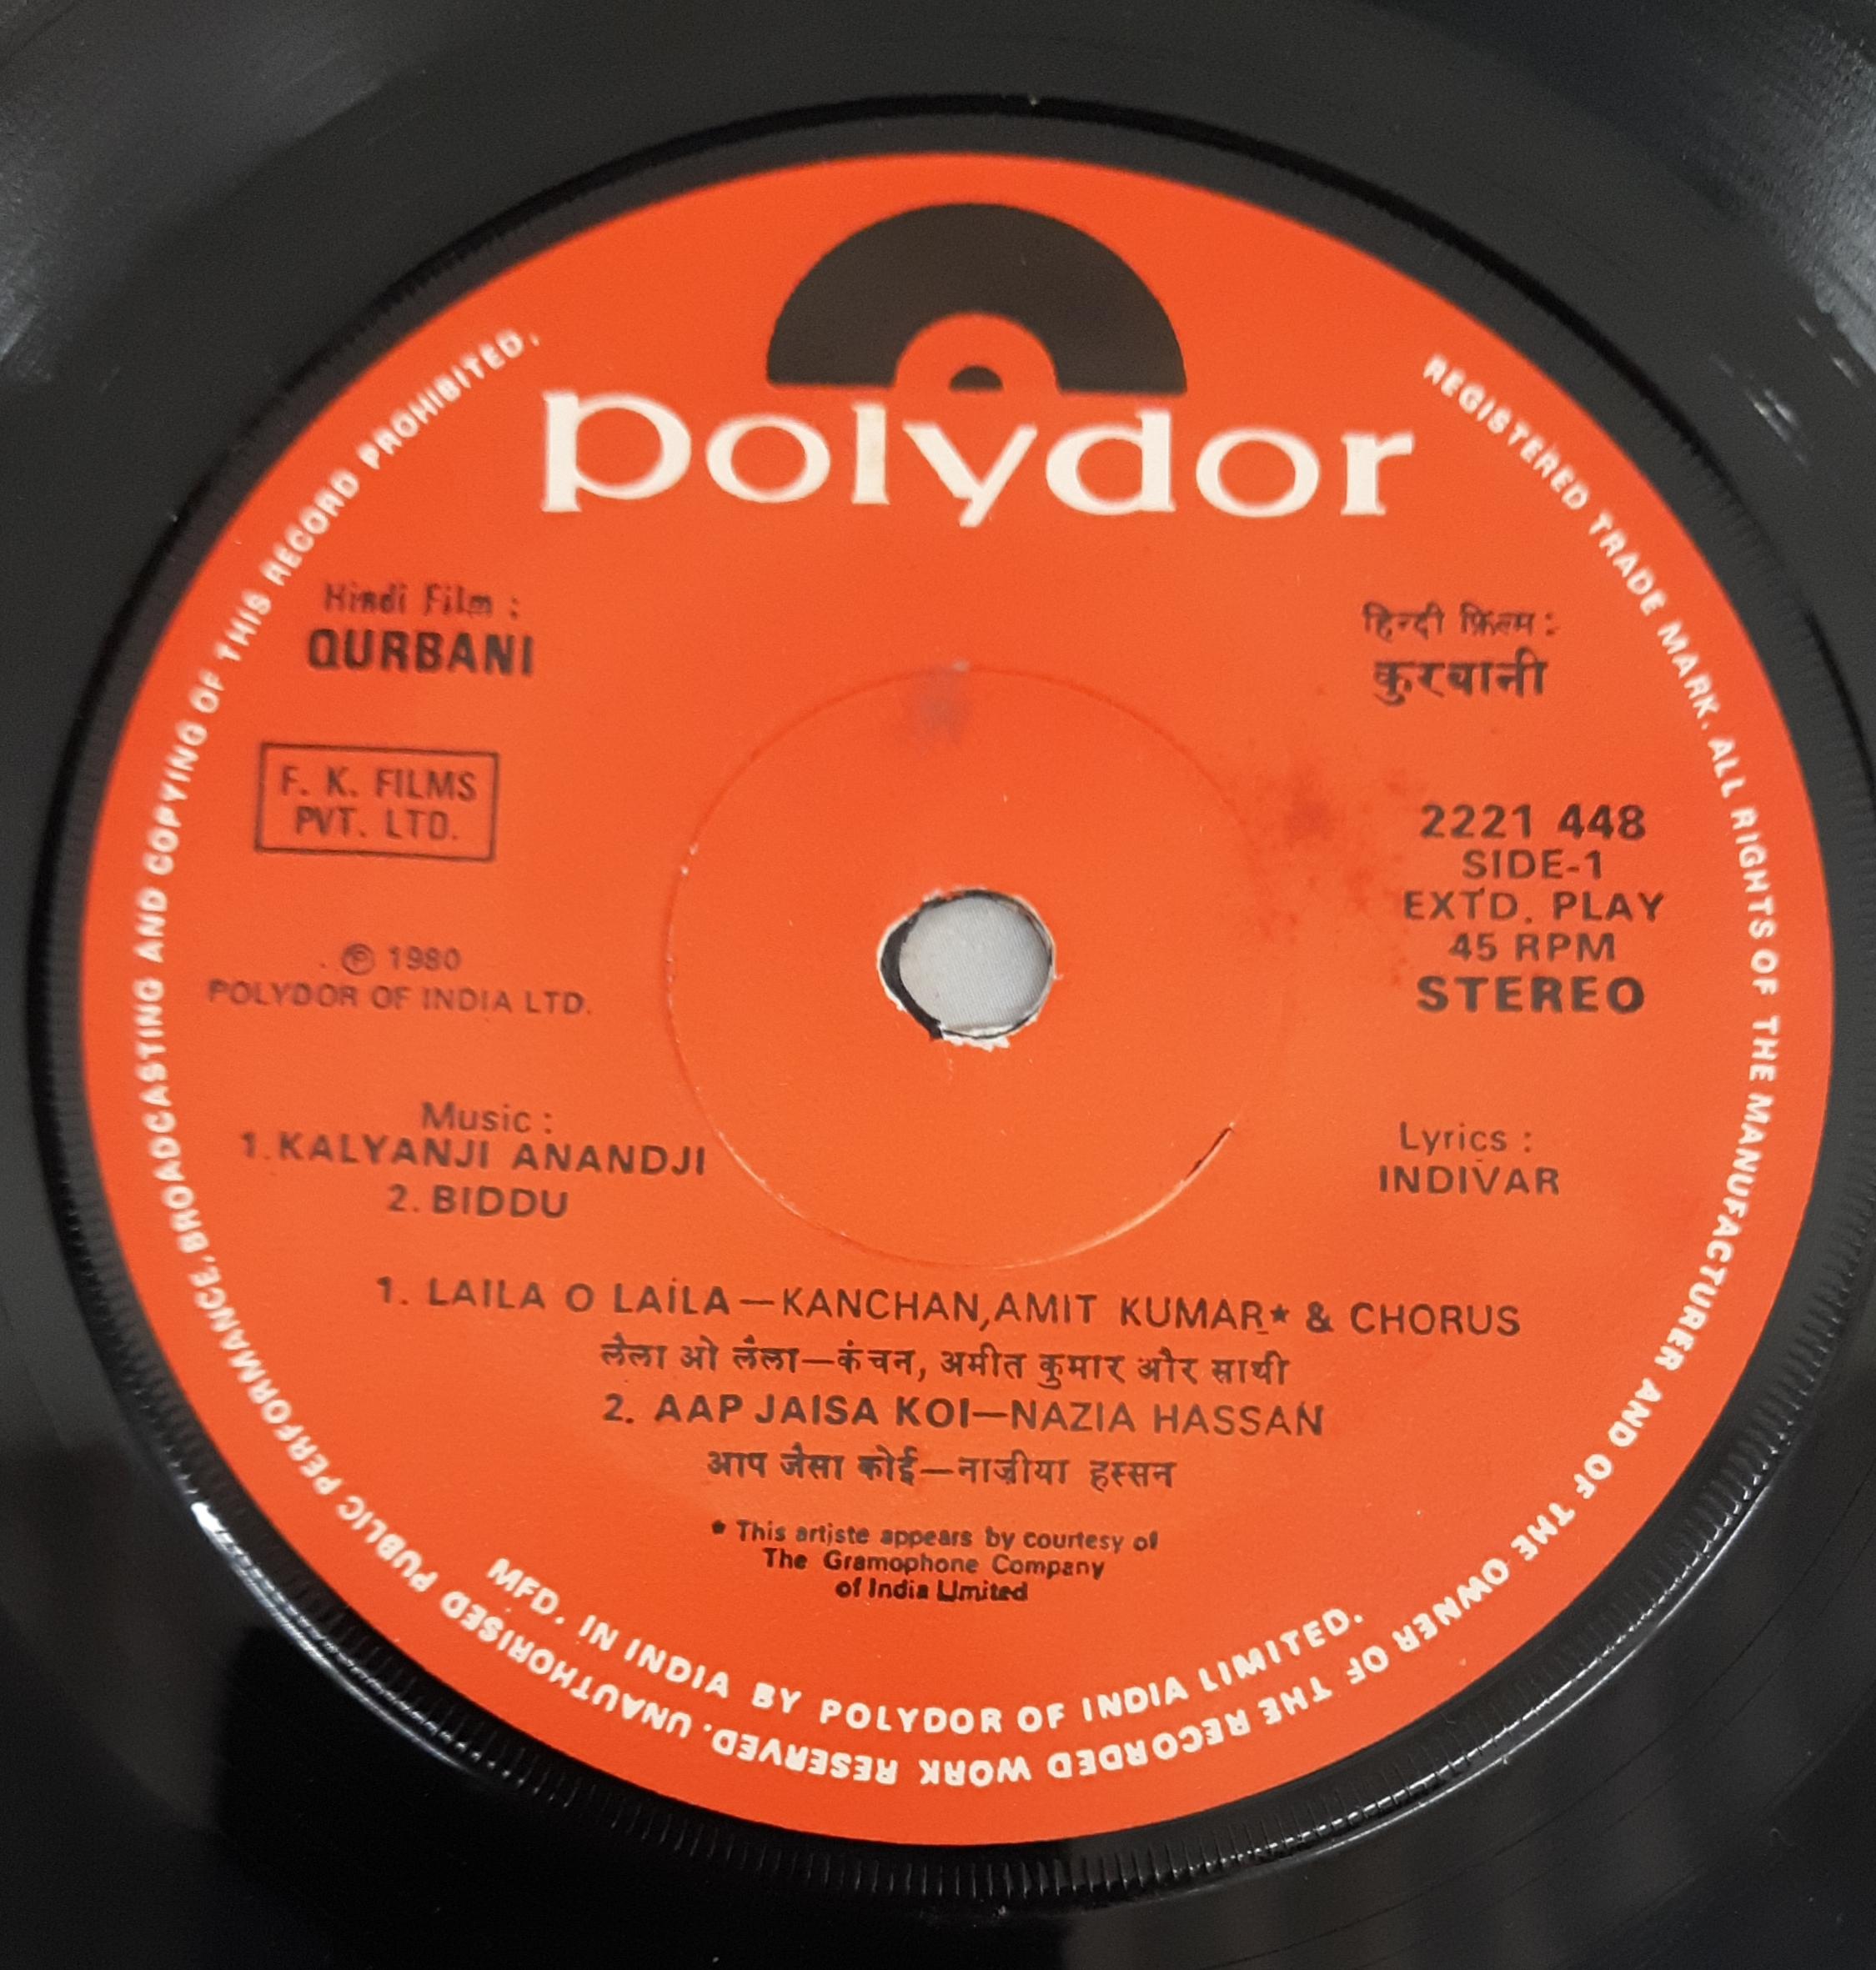 polydor
REGISTERED TRADE MARK. ALL RIGHTS OF THE MANUFACTURER AND OF THE OWNER OF THE RECORDED WORK RESERVED. UNAUTHORISED PUBLIC PERFORMANCE, BROADCASTING AND COPYING OF THIS RECORD PROHIBITED.
Hindi Film :
QURBANI
हिन्दी फ़िल्म :
कुरबानी
F. K. FILMS
PVT. LTD.
2221 448
SIDE-1
EXT'D. PLAY
45 RPM
STEREO
℗ 1980
POLYDOR OF INDIA LTD.
Music :
1. KALYANJI ANANDJI
2. BIDDU
Lyrics :
INDIVAR
1. LAILA O LAILA—KANCHAN, AMIT KUMAR★ & CHORUS
लैला ओ लैला—कंचन, अमीत कुमार और साथी
2. AAP JAISA KOI—NAZIA HASSAN
आप जैसा कोई—नाज़ीया हस्सन
★ This artiste appears by courtesy of
The Gramophone Company
of India Limited
MFD. IN INDIA BY POLYDOR OF INDIA LIMITED.